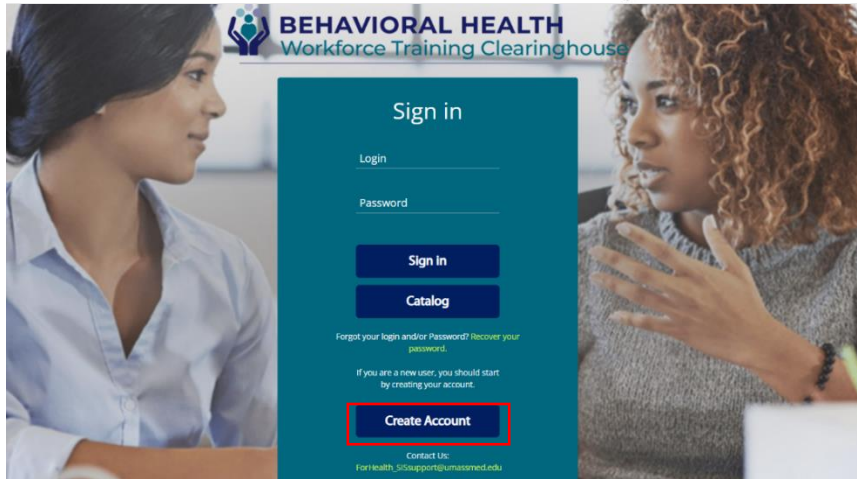 BEHAVIORAL HEALTH
Workforce Training Clearinghouse
Sign in
Login
Password
Sign in
Catalog
Forgot your login and/or Password? Recover your
password.
If you are a new user, you should start
by creating your account.
Create Account
Contact Us:
ForHealth_SISsupport@umassmed.edu